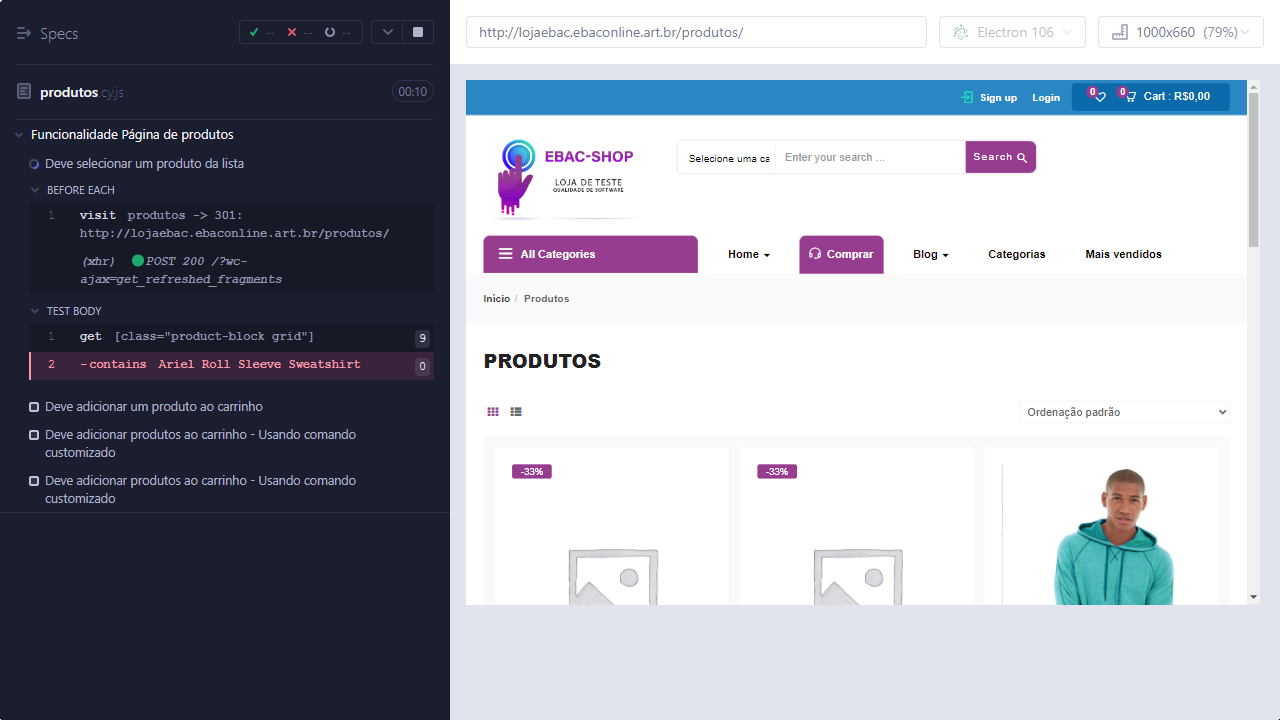 Specs
-- -- --
produtos.cy.js
00:10
Funcionalidade Página de produtos
Deve selecionar um produto da lista
BEFORE EACH
1 visit produtos -> 301:
http://lojaebac.ebaconline.art.br/produtos/
(xhr) POST 200 /?wc-
ajax=get_refreshed_fragments
TEST BODY
1 get [class="product-block grid"] 9
2 -contains Ariel Roll Sleeve Sweatshirt 0
Deve adicionar um produto ao carrinho
Deve adicionar produtos ao carrinho - Usando comando
customizado
Deve adicionar produtos ao carrinho - Usando comando
customizado
http://lojaebac.ebaconline.art.br/produtos/
Electron 106
1000x660 (79%)
Sign up Login 0 0 Cart : R$0,00
EBAC-SHOP
LOJA DE TESTE
QUALIDADE DE SOFTWARE
Selecione uma ca
Enter your search ...
Search
All Categories
Home Comprar Blog Categorias Mais vendidos
Início / Produtos
PRODUTOS
Ordenação padrão
-33%
-33%